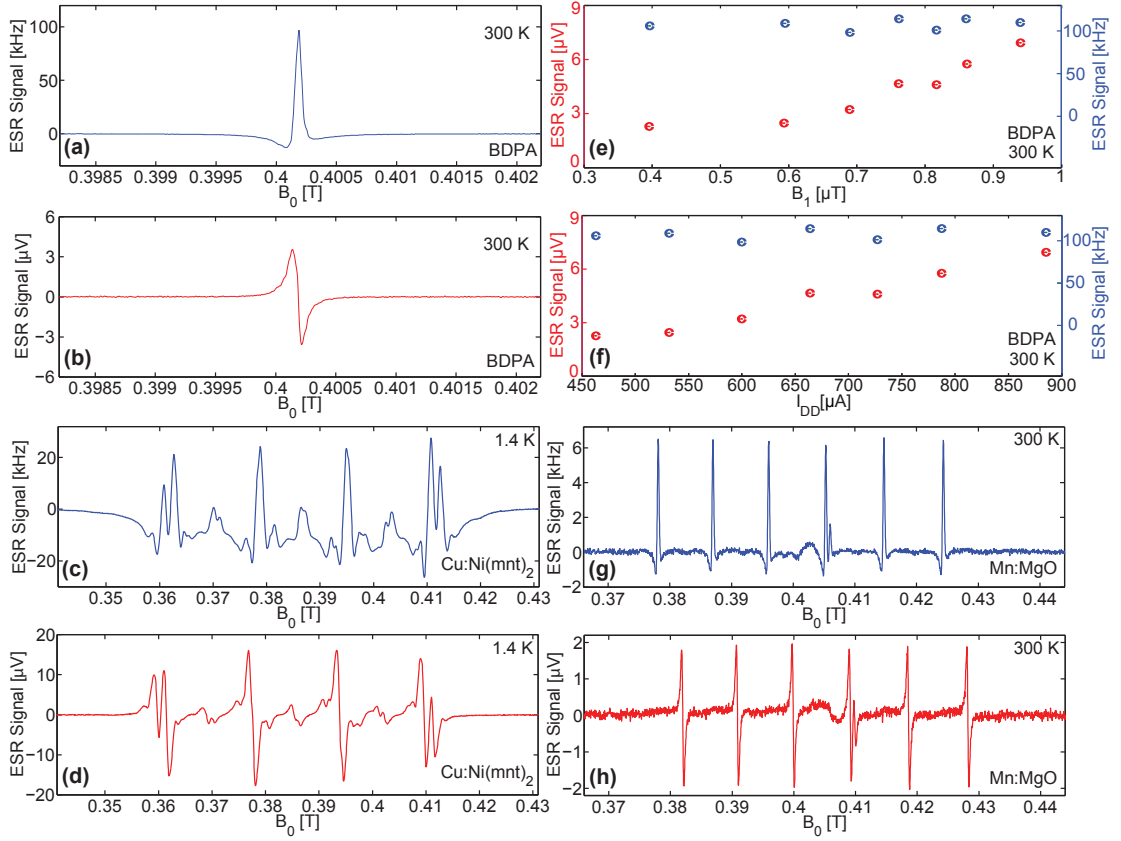 100
50
0
ESR Signal [kHz]
300 K
(a)
BDPA
0.3985 0.399 0.3995 0.4 0.4005 0.401 0.4015 0.402
B0 [T]
6
3
0
−3
−6
ESR Signal [µV]
300 K
(b)
BDPA
0.3985 0.399 0.3995 0.4 0.4005 0.401 0.4015 0.402
B0 [T]
20
0
−20
ESR Signal [kHz]
1.4 K
(c)
Cu:Ni(mnt)2
0.35 0.36 0.37 0.38 0.39 0.4 0.41 0.42 0.43
B0 [T]
20
10
0
−10
−20
ESR Signal [µV]
1.4 K
(d)
Cu:Ni(mnt)2
0.35 0.36 0.37 0.38 0.39 0.4 0.41 0.42 0.43
B0 [T]
9
6
3
0
ESR Signal [µV]
(e)
BDPA
300 K
100
50
0
ESR Signal [kHz]
0.3 0.4 0.5 0.6 0.7 0.8 0.9 1
B1 [µT]
9
6
3
0
ESR Signal [µV]
(f)
BDPA
300 K
100
50
0
ESR Signal [kHz]
450 500 550 600 650 700 750 800 850 900
IDD[µA]
6
4
2
0
−2
ESR Signal [kHz]
300 K
(g)
Mn:MgO
0.37 0.38 0.39 0.4 0.41 0.42 0.43 0.44
B0 [T]
2
1
0
−1
−2
ESR Signal [µV]
300 K
(h)
Mn:MgO
0.37 0.38 0.39 0.4 0.41 0.42 0.43 0.44
B0 [T]